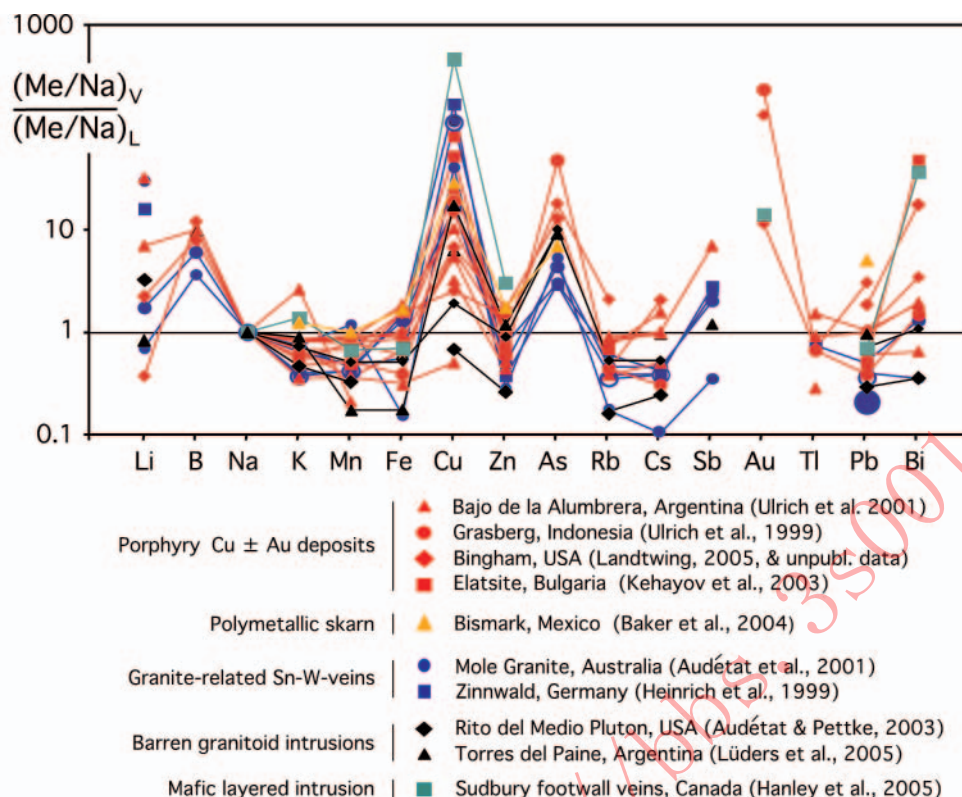 1000
(Me/Na)V
(Me/Na)L
10
1
0.1
Li B Na K Mn Fe Cu Zn As Rb Cs Sb Au Tl Pb Bi
Porphyry Cu ± Au deposits
Bajo de la Alumbrera, Argentina (Ulrich et al. 2001)
Grasberg, Indonesia (Ulrich et al., 1999)
Bingham, USA (Landtwing, 2005, & unpubl. data)
Elatsite, Bulgaria (Kehayov et al., 2003)
Polymetallic skarn
Bismark, Mexico (Baker et al., 2004)
Granite-related Sn-W-veins
Mole Granite, Australia (Audétat et al., 2001)
Zinnwald, Germany (Heinrich et al., 1999)
Barren granitoid intrusions
Rito del Medio Pluton, USA (Audétat & Pettke, 2003)
Torres del Paine, Argentina (Lüders et al., 2005)
Mafic layered intrusion
Sudbury footwall veins, Canada (Hanley et al., 2005)
//bbs.3s001